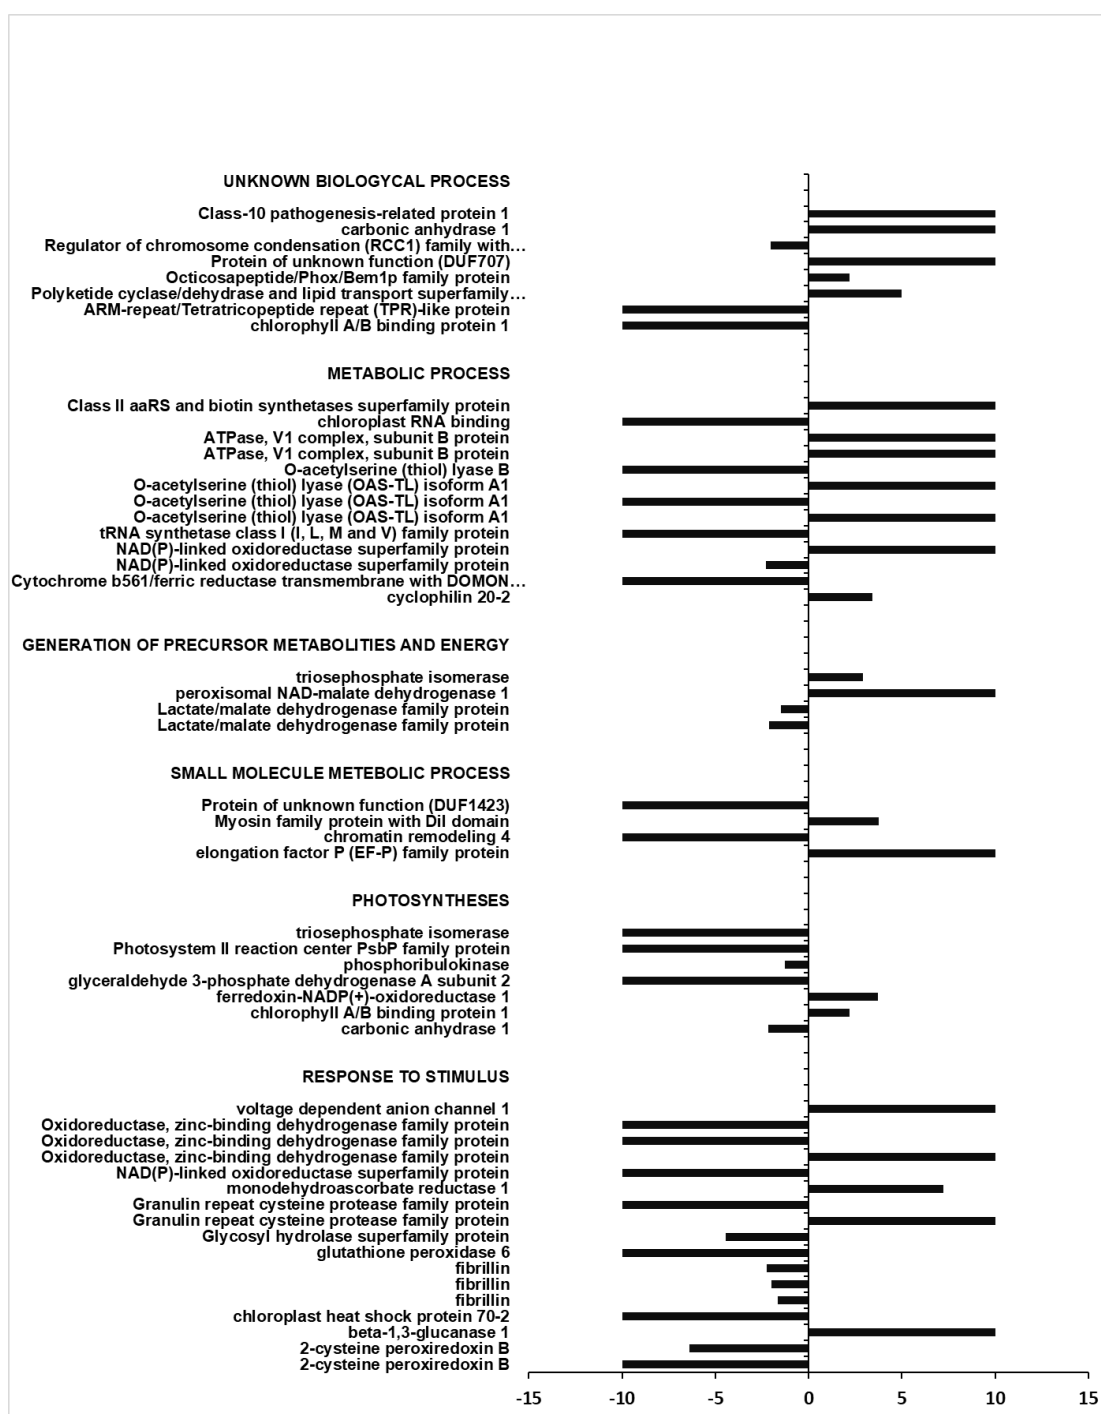 UNKNOWN BIOLOGYCAL PROCESS
Class-10 pathogenesis-related protein 1
carbonic anhydrase 1
Regulator of chromosome condensation (RCC1) family with…
Protein of unknown function (DUF707)
Octicosapeptide/Phox/Bem1p family protein
Polyketide cyclase/dehydrase and lipid transport superfamily…
ARM-repeat/Tetratricopeptide repeat (TPR)-like protein
chlorophyll A/B binding protein 1
METABOLIC PROCESS
Class II aaRS and biotin synthetases superfamily protein
chloroplast RNA binding
ATPase, V1 complex, subunit B protein
ATPase, V1 complex, subunit B protein
O-acetylserine (thiol) lyase B
O-acetylserine (thiol) lyase (OAS-TL) isoform A1
O-acetylserine (thiol) lyase (OAS-TL) isoform A1
O-acetylserine (thiol) lyase (OAS-TL) isoform A1
tRNA synthetase class I (I, L, M and V) family protein
NAD(P)-linked oxidoreductase superfamily protein
NAD(P)-linked oxidoreductase superfamily protein
Cytochrome b561/ferric reductase transmembrane with DOMON…
cyclophilin 20-2
GENERATION OF PRECURSOR METABOLITIES AND ENERGY
triosephosphate isomerase
peroxisomal NAD-malate dehydrogenase 1
Lactate/malate dehydrogenase family protein
Lactate/malate dehydrogenase family protein
SMALL MOLECULE METEBOLIC PROCESS
Protein of unknown function (DUF1423)
Myosin family protein with Dil domain
chromatin remodeling 4
elongation factor P (EF-P) family protein
PHOTOSYNTHESES
triosephosphate isomerase
Photosystem II reaction center PsbP family protein
phosphoribulokinase
glyceraldehyde 3-phosphate dehydrogenase A subunit 2
ferredoxin-NADP(+)-oxidoreductase 1
chlorophyll A/B binding protein 1
carbonic anhydrase 1
RESPONSE TO STIMULUS
voltage dependent anion channel 1
Oxidoreductase, zinc-binding dehydrogenase family protein
Oxidoreductase, zinc-binding dehydrogenase family protein
Oxidoreductase, zinc-binding dehydrogenase family protein
NAD(P)-linked oxidoreductase superfamily protein
monodehydroascorbate reductase 1
Granulin repeat cysteine protease family protein
Granulin repeat cysteine protease family protein
Glycosyl hydrolase superfamily protein
glutathione peroxidase 6
fibrillin
fibrillin
fibrillin
chloroplast heat shock protein 70-2
beta-1,3-glucanase 1
2-cysteine peroxiredoxin B
2-cysteine peroxiredoxin B
-15 -10 -5 0 5 10 15